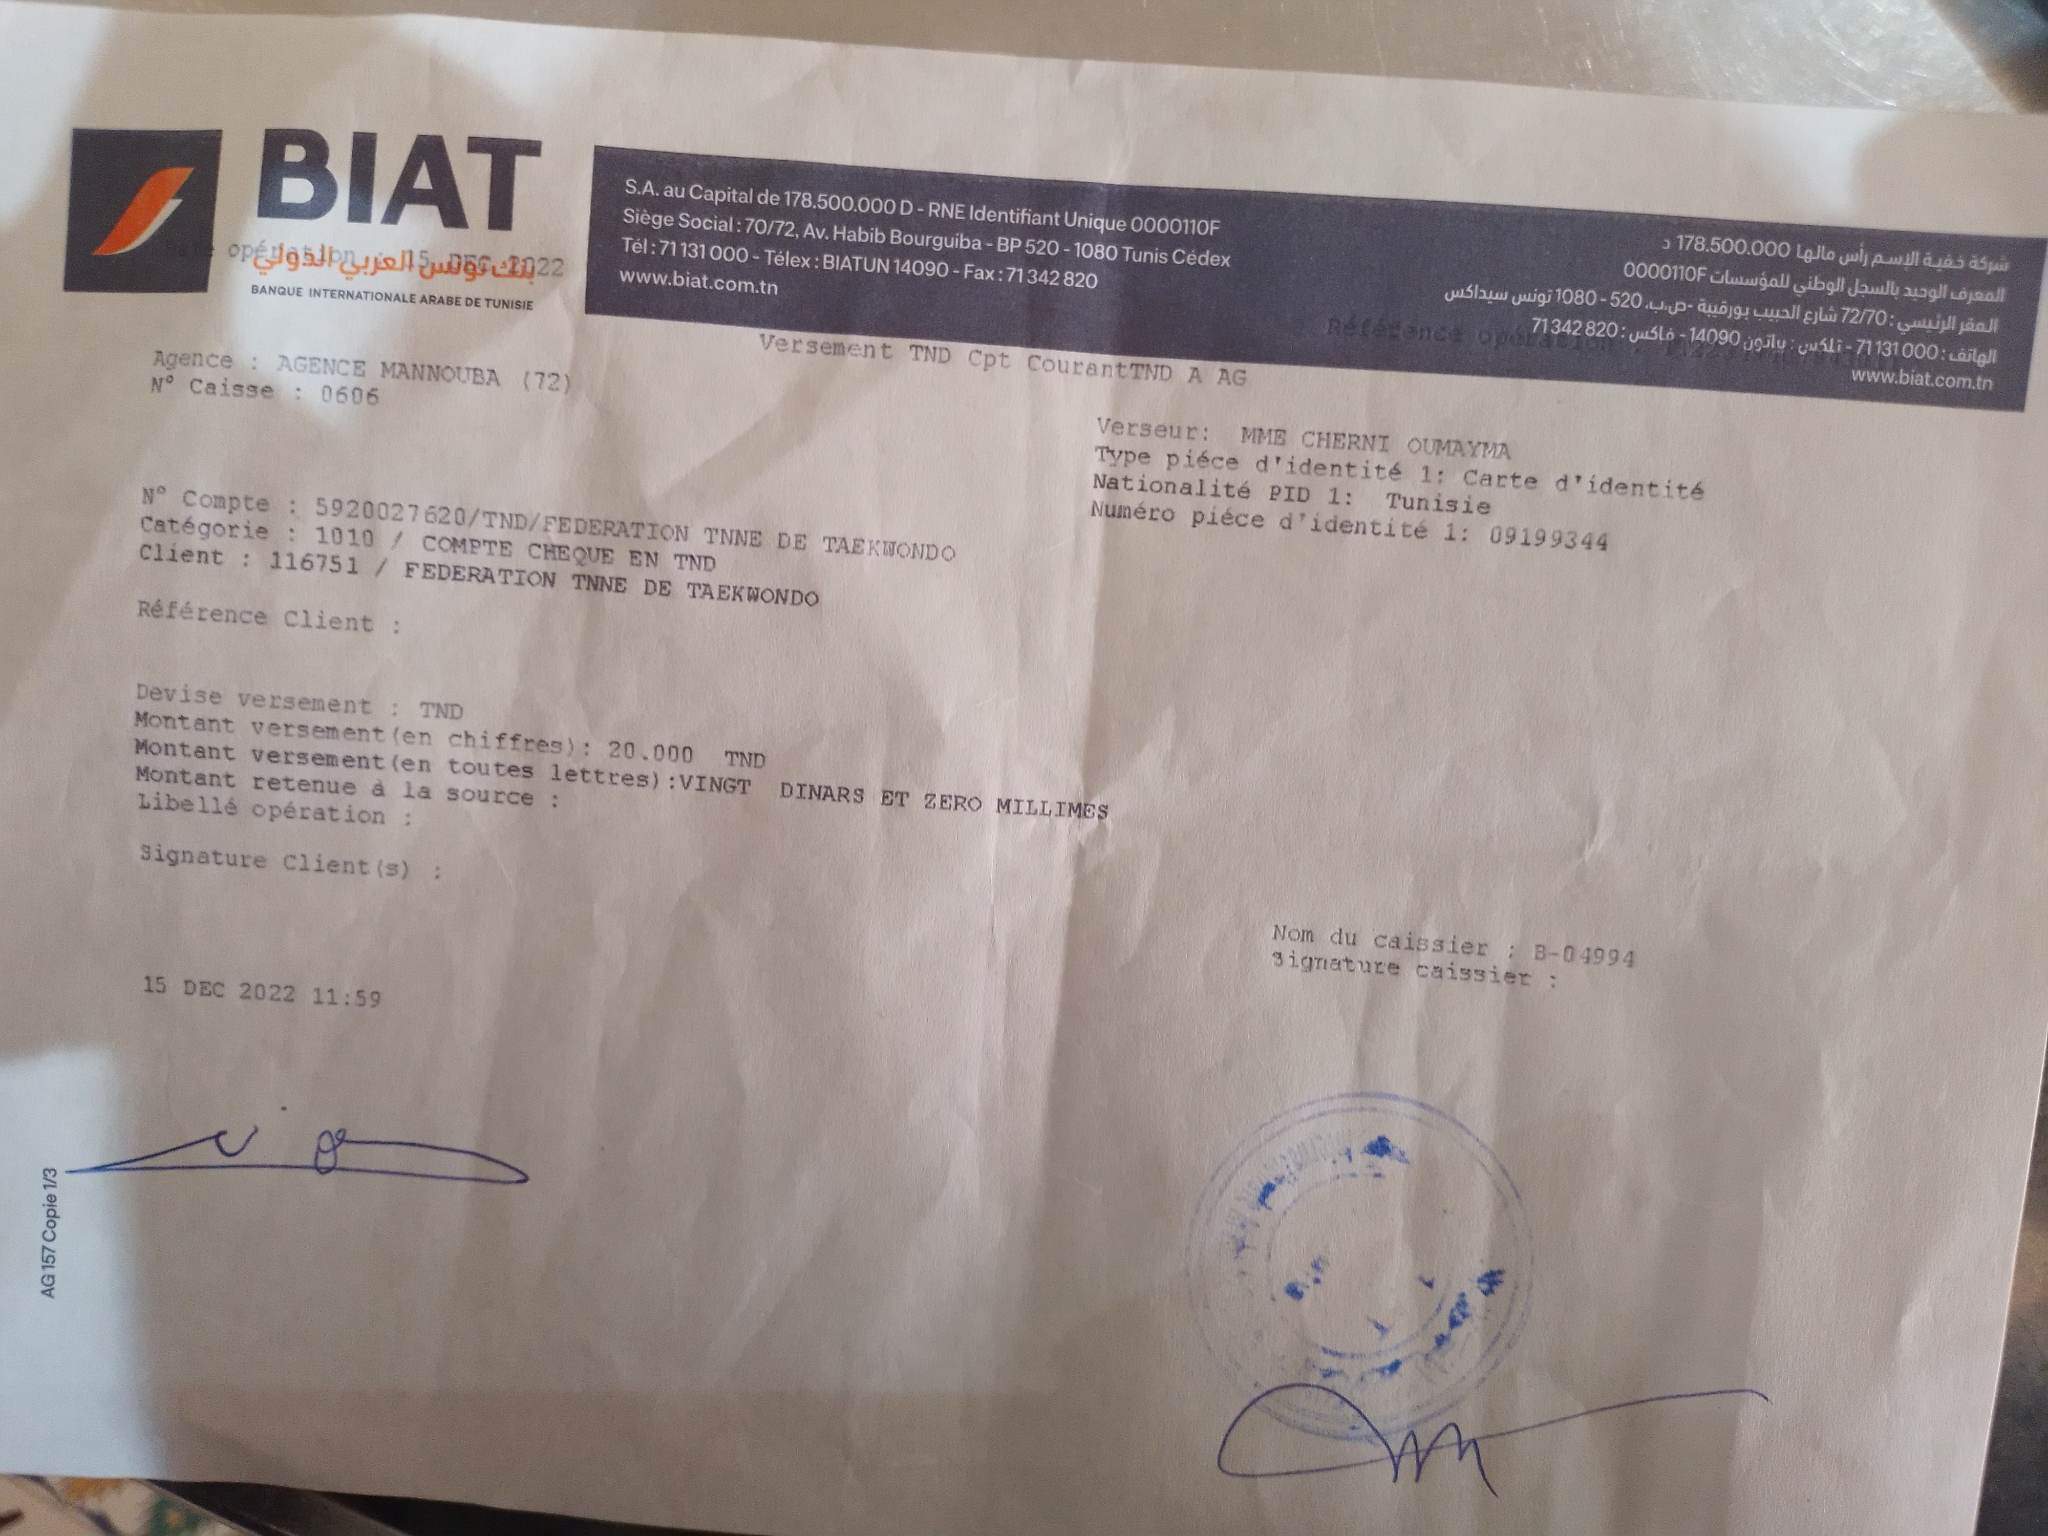 BIAT
بنك تونس العربي الدولي
BANQUE INTERNATIONALE ARABE DE TUNISIE
opération : 15 DEC 2022
S.A. au Capital de 178.500.000 D - RNE Identifiant Unique 0000110F
Siège Social : 70/72, Av. Habib Bourguiba - BP 520 - 1080 Tunis Cédex
Tél : 71 131 000 - Télex : BIATUN 14090 - Fax : 71 342 820
www.biat.com.tn
شركة خفية الإسم رأس مالها 178.500.000 د
المعرف الوحيد بالسجل الوطني للمؤسسات 0000110F
المقر الرئيسي : 72/70 شارع الحبيب بورقيبة -ص.ب. 520 - 1080 تونس سيداكس
الهاتف : 71 131 000 - تلكس : بياتون 14090 - فاكس : 71 342 820
www.biat.com.tn
Référence opération :
Versement TND Cpt CourantTND A AG
Agence : AGENCE MANNOUBA (72)
N° Caisse : 0606
Verseur: MME CHERNI OUMAYMA
Type piéce d'identité 1: Carte d'identité
Nationalité PID 1: Tunisie
Numéro piéce d'identité 1: 09199344
N° Compte : 5920027620/TND/FEDERATION TNNE DE TAEKWONDO
Catégorie : 1010 / COMPTE CHEQUE EN TND
Client : 116751 / FEDERATION TNNE DE TAEKWONDO
Référence Client :
Devise versement : TND
Montant versement(en chiffres): 20.000 TND
Montant versement(en toutes lettres):VINGT DINARS ET ZERO MILLIMES
Montant retenue à la source :
Libellé opération :
Signature Client(s) :
Nom du caissier : B-04994
Signature caissier :
15 DEC 2022 11:59
AG 157 Copie 1/3